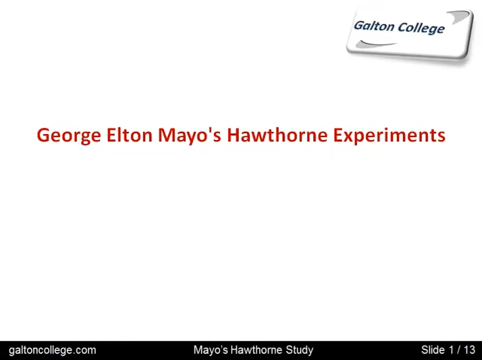 Galton College
George Elton Mayo's Hawthorne Experiments
galtoncollege.com Mayo's Hawthorne Study Slide 1 / 13